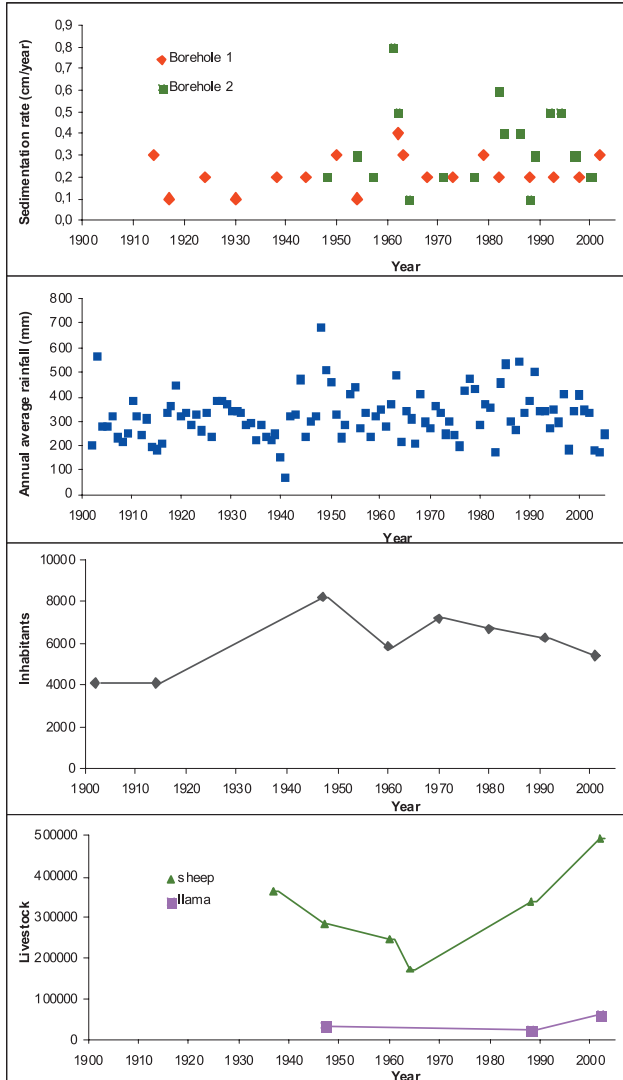 0,9
0,8
0,7
0,6
0,5
0,4
0,3
0,2
0,1
0,0
Sedimentation rate (cm/year)
Borehole 1
Borehole 2
1900 1910 1920 1930 1940 1950 1960 1970 1980 1990 2000
Year
800
700
600
500
400
300
200
100
0
Annual average rainfall (mm)
1900 1910 1920 1930 1940 1950 1960 1970 1980 1990 2000
Year
10000
8000
6000
4000
2000
0
Inhabitants
1900 1910 1920 1930 1940 1950 1960 1970 1980 1990 2000
Year
500000
400000
300000
200000
100000
0
Livestock
sheep
llama
1900 1910 1920 1930 1940 1950 1960 1970 1980 1990 2000
Year